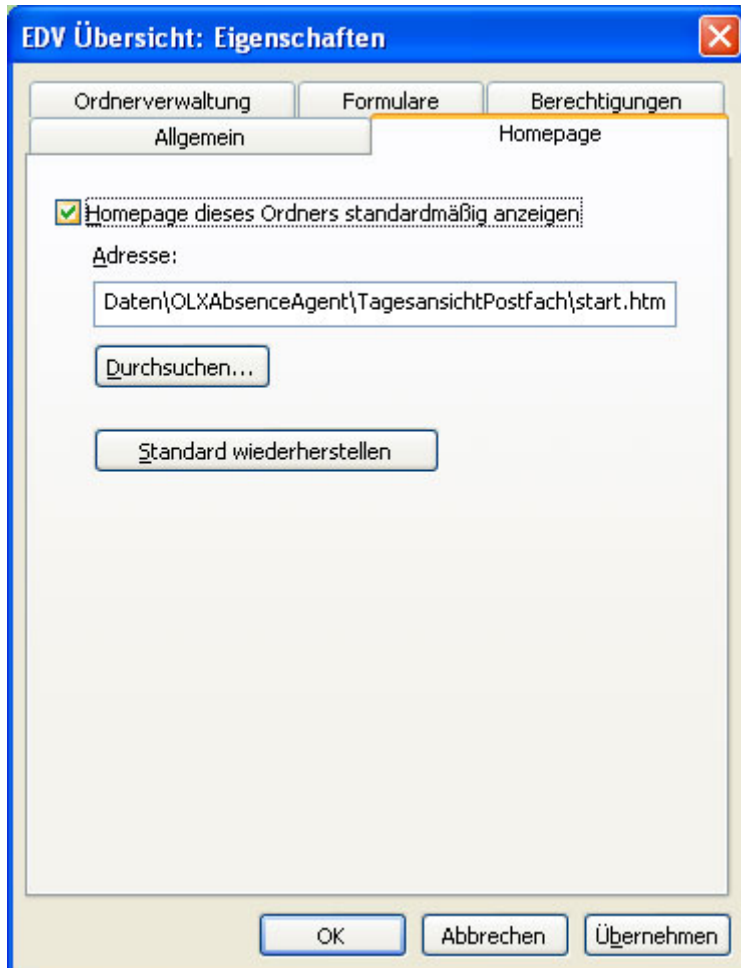 EDV Übersicht: Eigenschaften
Ordnerverwaltung Formulare Berechtigungen
Allgemein Homepage
Homepage dieses Ordners standardmäßig anzeigen
Adresse:
Daten\OLXAbsenceAgent\TagesansichtPostfach\start.htm
Durchsuchen...
Standard wiederherstellen
OK Abbrechen Übernehmen